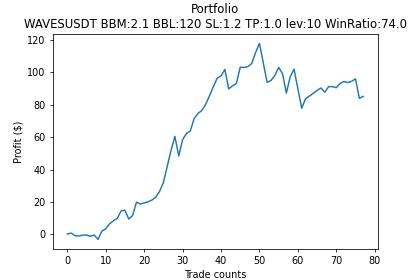 Portfolio
WAVESUSDT BBM:2.1 BBL:120 SL:1.2 TP:1.0 lev:10 WinRatio:74.0
120
100
80
60
40
20
0
Profit ($)
0 10 20 30 40 50 60 70 80
Trade counts